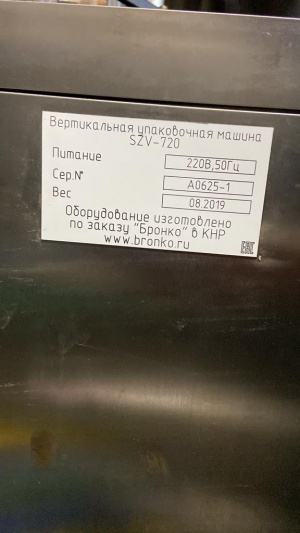 Вертикальная упаковочная машина
SZV-720
Питание 220В,50Гц
Сер.№ А0625-1
Вес 08.2019
Оборудование изготовлено
по заказу "Бронко" в КНР
www.bronko.ru
EAC